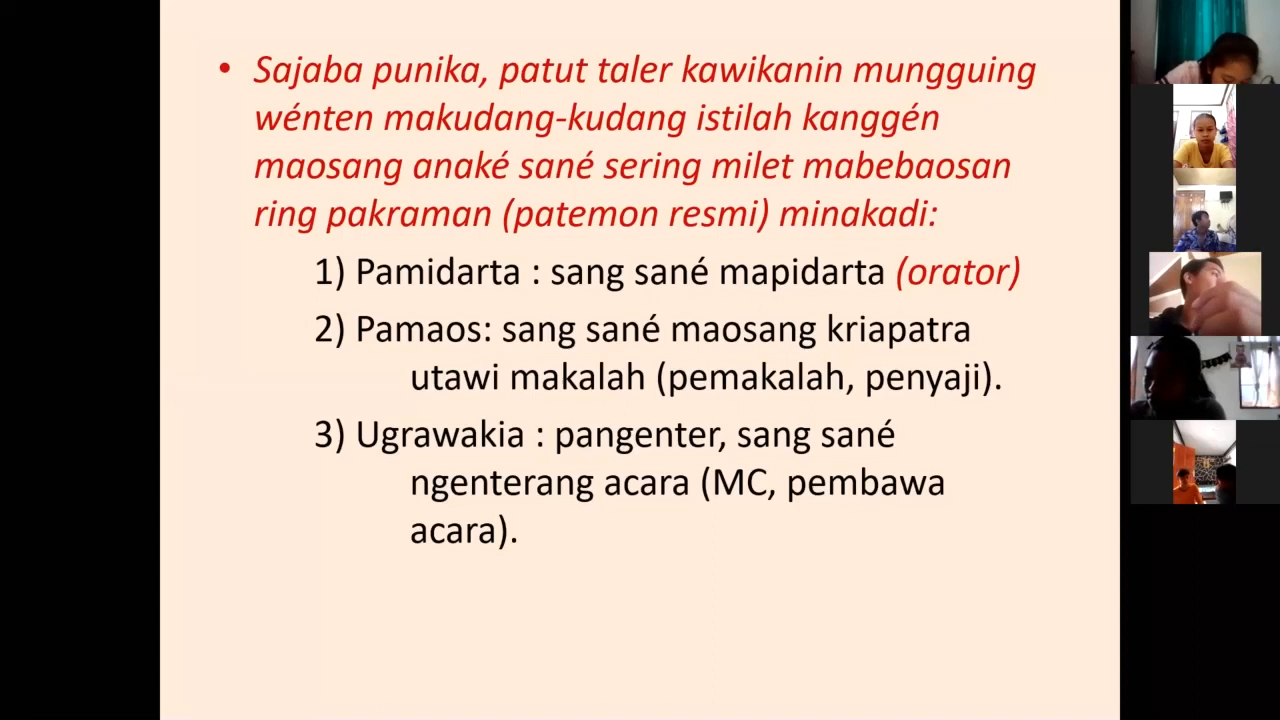 • Sajaba punika, patut taler kawikanin mungguing
wénten makudang-kudang istilah kanggén
maosang anaké sané sering milet mabebaosan
ring pakraman (patemon resmi) minakadi:
1) Pamidarta : sang sané mapidarta (orator)
2) Pamaos: sang sané maosang kriapatra
utawi makalah (pemakalah, penyaji).
3) Ugrawakia : pangenter, sang sané
ngenterang acara (MC, pembawa
acara).